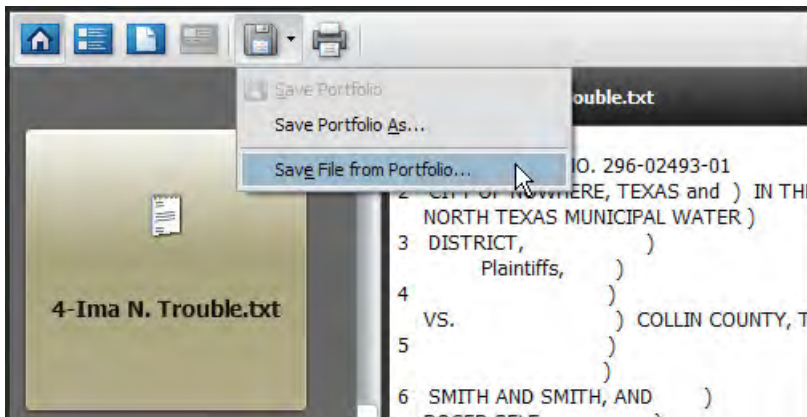 Save Portfolio
Save Portfolio As...
Save File from Portfolio...
ouble.txt
4-Ima N. Trouble.txt
O. 296-02493-01
2 CITY OF NOWHERE, TEXAS and ) IN TH
NORTH TEXAS MUNICIPAL WATER )
3 DISTRICT, )
Plaintiffs, )
4 )
VS. ) COLLIN COUNTY, T
5 )
)
6 SMITH AND SMITH, AND )